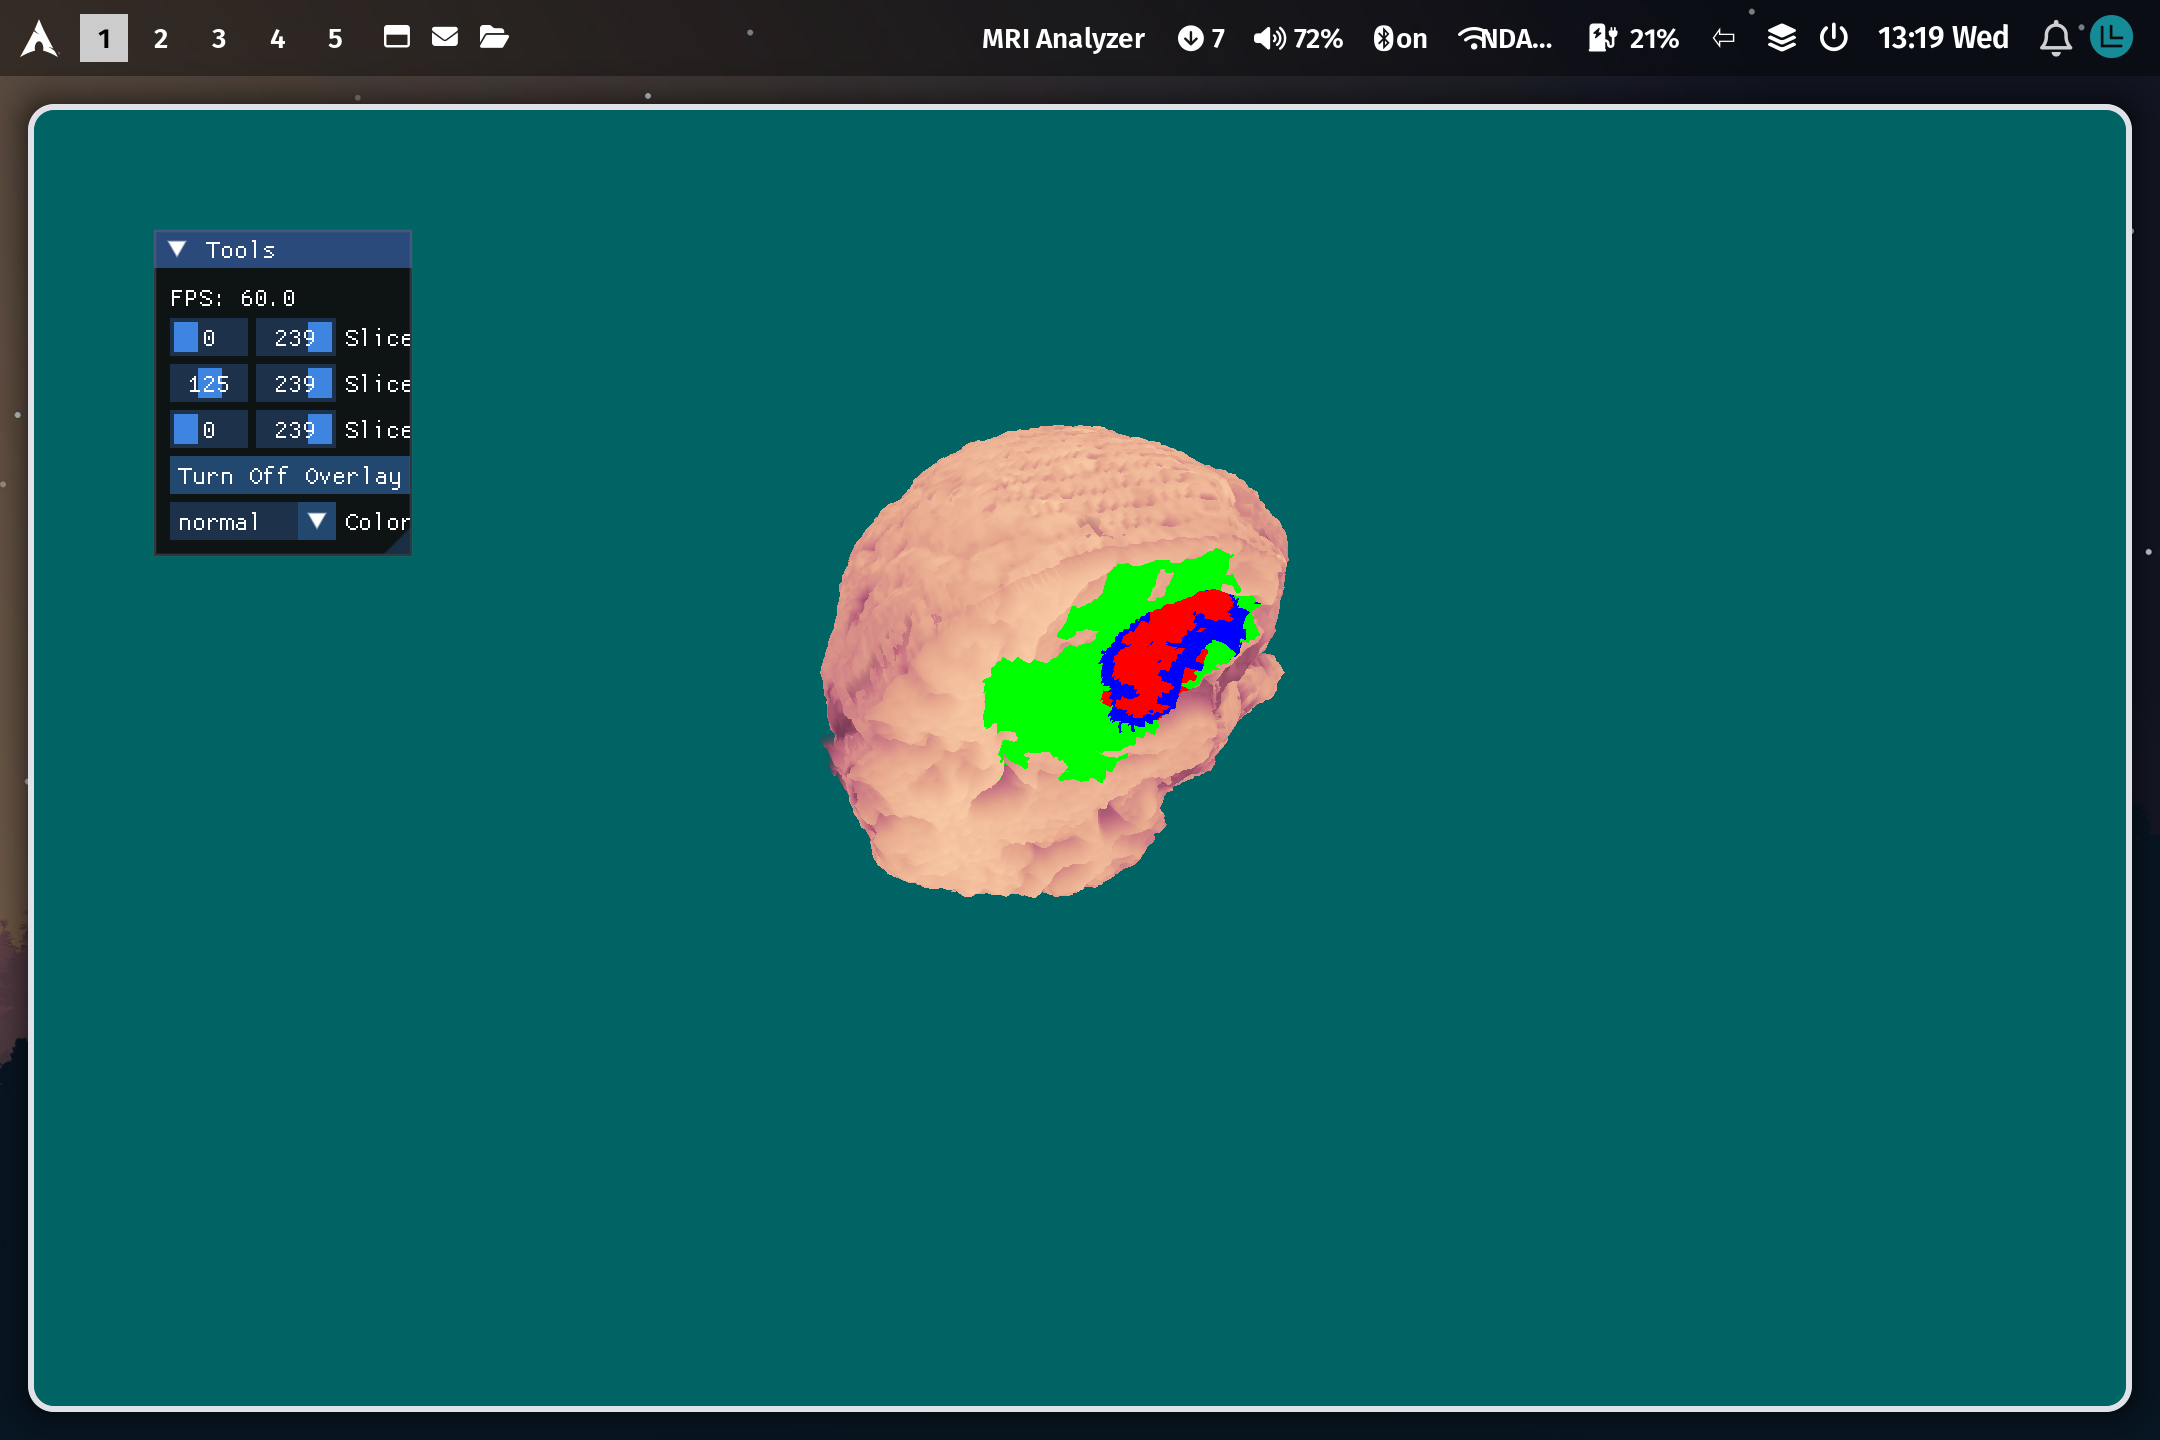 1 2 3 4 5 MRI Analyzer 7 72% on NDA... 21% 13:19 Wed
Tools
FPS: 60.0
0 239 Slice
125 239 Slice
0 239 Slice
Turn Off Overlay
normal Color